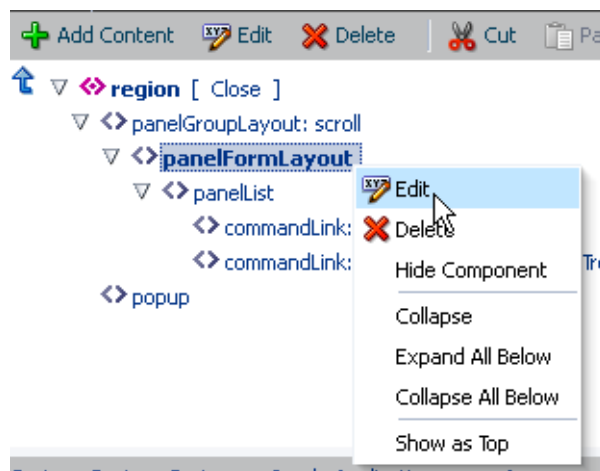 Add Content Edit Delete Cut
region [ Close ]
panelGroupLayout: scroll
panelFormLayout
panelList
commandLink:
commandLink:
popup
Edit
Delete
Hide Component
Collapse
Expand All Below
Collapse All Below
Show as Top